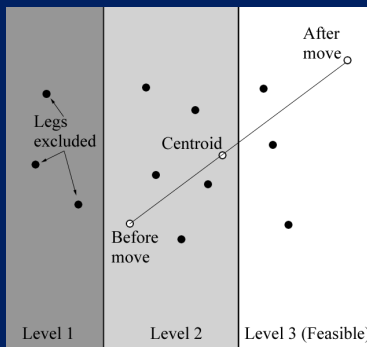 After
move
Legs
excluded
Centroid
Before
move
Level 1
Level 2
Level 3 (Feasible)